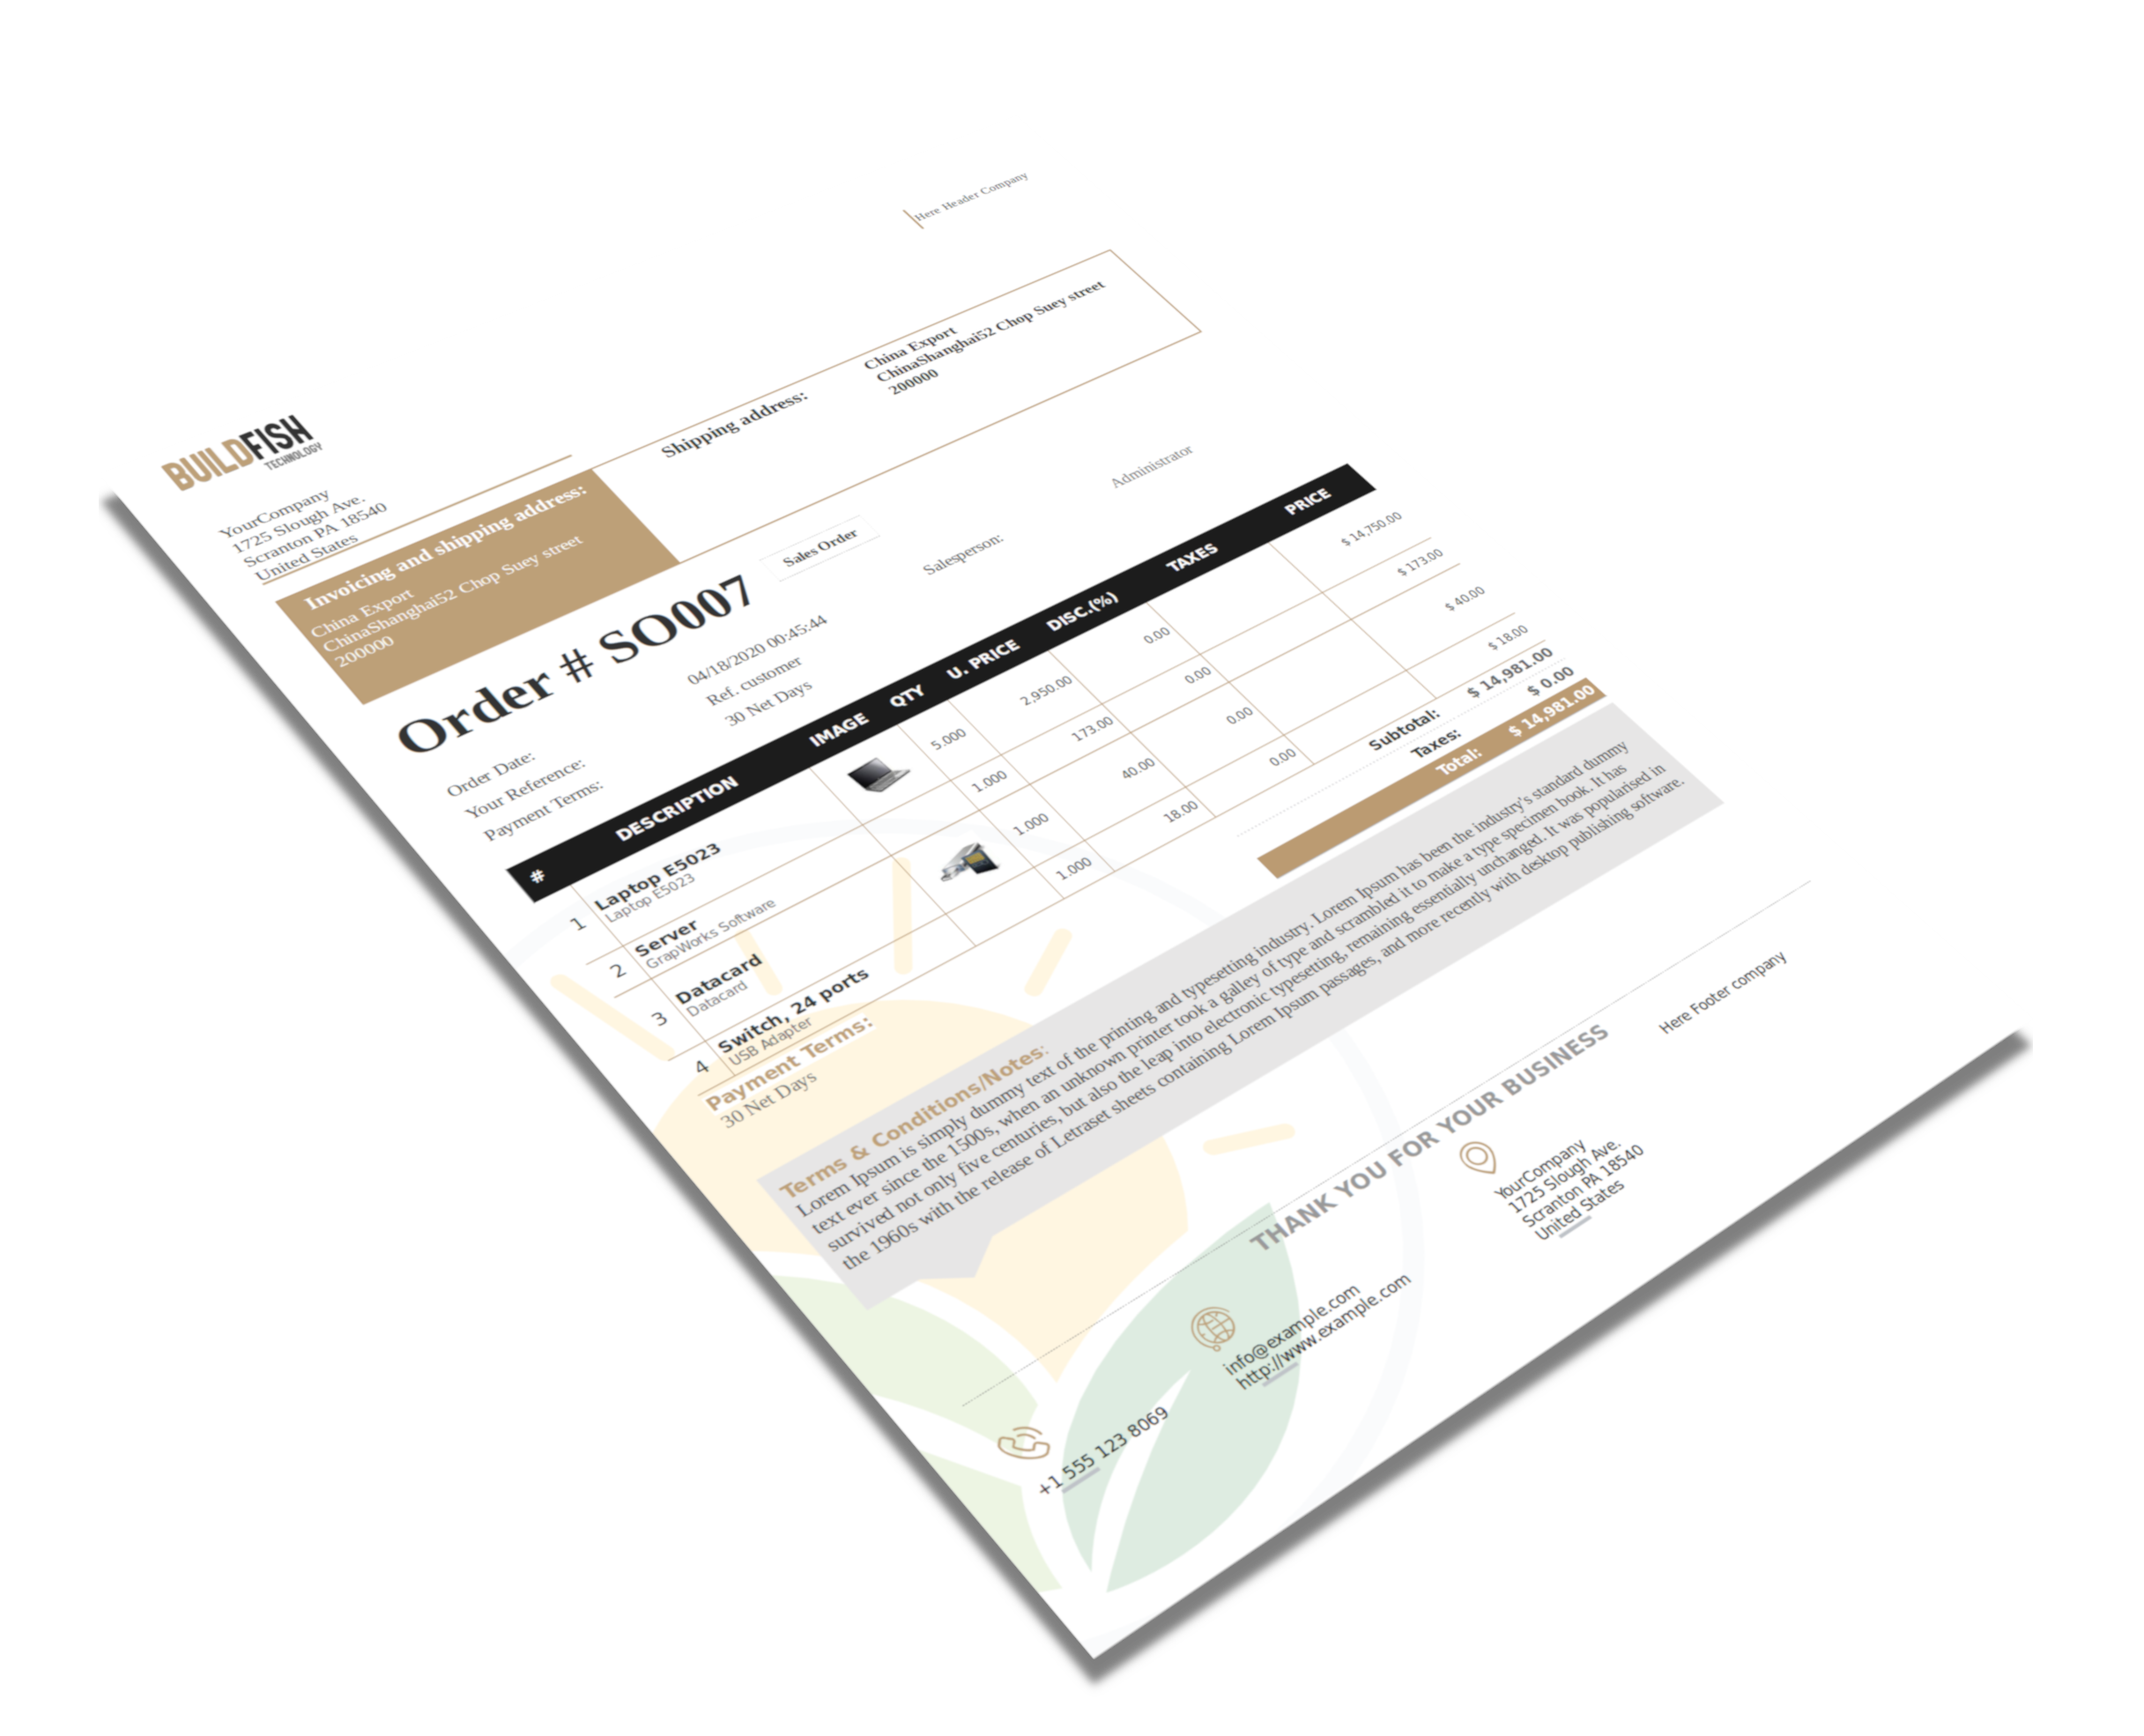 Here Header Company
BUILDFISH
TECHNOLOGY
YourCompany
1725 Slough Ave.
Scranton PA 18540
United States
Invoicing and shipping address:
China Export
ChinaShanghai52 Chop Suey street
200000
Shipping address:
China Export
ChinaShanghai52 Chop Suey street
200000
Order # SO007
Sales Order
Order Date: 04/18/2020 00:45:44 Salesperson: Administrator
Your Reference: Ref. customer
Payment Terms: 30 Net Days
# DESCRIPTION IMAGE QTY U. PRICE DISC.(%) TAXES PRICE
1 Laptop E5023 5.000 2,950.00 0.00 $ 14,750.00
Laptop E5023
2 Server 1.000 173.00 0.00 $ 173.00
GrapWorks Software
3 Datacard 1.000 40.00 0.00 $ 40.00
Datacard
4 Switch, 24 ports 1.000 18.00 0.00 $ 18.00
USB Adapter
Subtotal: $ 14,981.00
Taxes: $ 0.00
Total: $ 14,981.00
Payment Terms:
30 Net Days
Terms & Conditions/Notes:
Lorem Ipsum is simply dummy text of the printing and typesetting industry. Lorem Ipsum has been the industry's standard dummy
text ever since the 1500s, when an unknown printer took a galley of type and scrambled it to make a type specimen book. It has
survived not only five centuries, but also the leap into electronic typesetting, remaining essentially unchanged. It was popularised in
the 1960s with the release of Letraset sheets containing Lorem Ipsum passages, and more recently with desktop publishing software.
THANK YOU FOR YOUR BUSINESS
+1 555 123 8069
info@example.com
http://www.example.com
YourCompany
1725 Slough Ave.
Scranton PA 18540
United States
Here Footer company